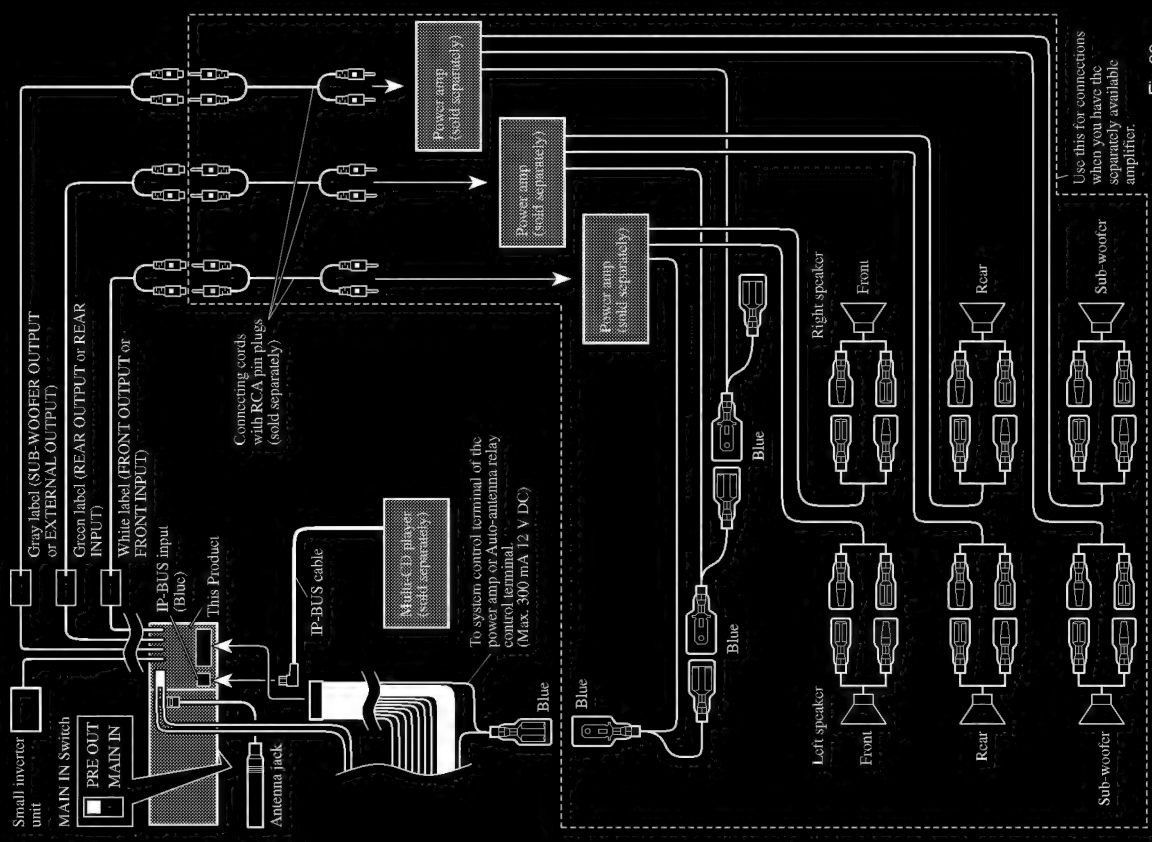 Small inverter
unit
Gray label (SUB-WOOFER OUTPUT
or EXTERNAL OUTPUT)
Green label (REAR OUTPUT or REAR
INPUT)
White label (FRONT OUTPUT or
FRONT INPUT)
MAIN IN Switch
PRE OUT
MAIN IN
IP-BUS input
(Blue)
This Product
Antenna jack
Connecting cords
with RCA pin plugs
(sold separately)
IP-BUS cable
Multi-CD player
(sold separately)
To system control terminal of the
power amp or Auto-antenna relay
control terminal.
(Max. 300 mA 12 V DC)
Power amp
(sold separately)
Power amp
(sold separately)
Power amp
(sold separately)
Blue
Blue
Blue
Blue
Left speaker
Right speaker
Front
Front
Rear
Rear
Sub-woofer
Sub-woofer
Use this for connections
when you have the
separately available
amplifier.